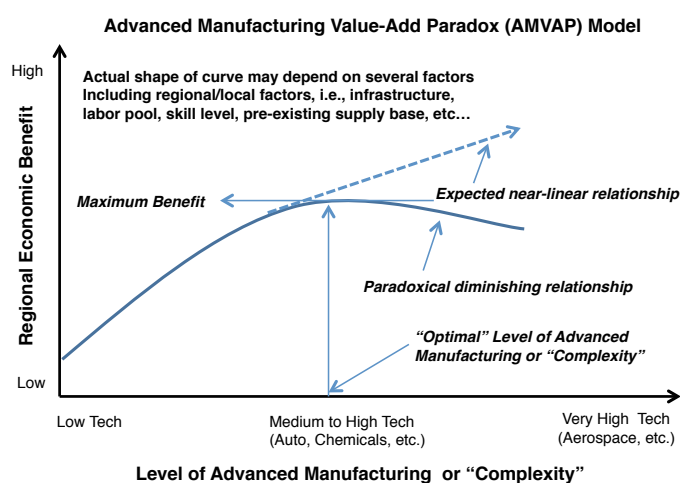 Advanced Manufacturing Value-Add Paradox (AMVAP) Model
High
Actual shape of curve may depend on several factors
Including regional/local factors, i.e., infrastructure,
labor pool, skill level, pre-existing supply base, etc…
Regional Economic Benefit
Maximum Benefit
Expected near-linear relationship
Paradoxical diminishing relationship
“Optimal” Level of Advanced
Manufacturing or “Complexity”
Low
Low Tech
Medium to High Tech
(Auto, Chemicals, etc.)
Very High Tech
(Aerospace, etc.)
Level of Advanced Manufacturing or “Complexity”